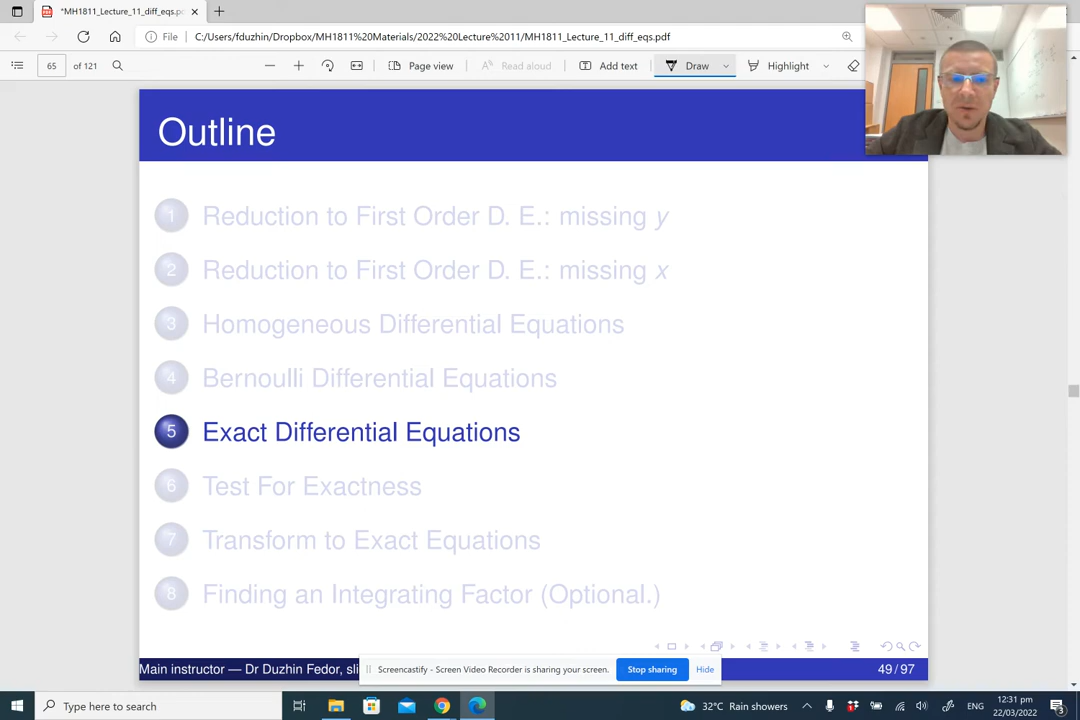 *MH1811_Lecture_11_diff_eqs.pc
File
C:/Users/fduzhin/Dropbox/MH1811%20Materials/2022%20Lecture%2011/MH1811_Lecture_11_diff_eqs.pdf
65 of 121
Page view
Read aloud
Add text
Draw
Highlight
Outline
1 Reduction to First Order D. E.: missing y
2 Reduction to First Order D. E.: missing x
3 Homogeneous Differential Equations
4 Bernoulli Differential Equations
5 Exact Differential Equations
6 Test For Exactness
7 Transform to Exact Equations
8 Finding an Integrating Factor (Optional.)
Main instructor — Dr Duzhin Fedor, sli
49 / 97
Screencastify - Screen Video Recorder is sharing your screen.
Stop sharing
Hide
Type here to search
32°C Rain showers
ENG
12:31 pm
22/03/2022
3